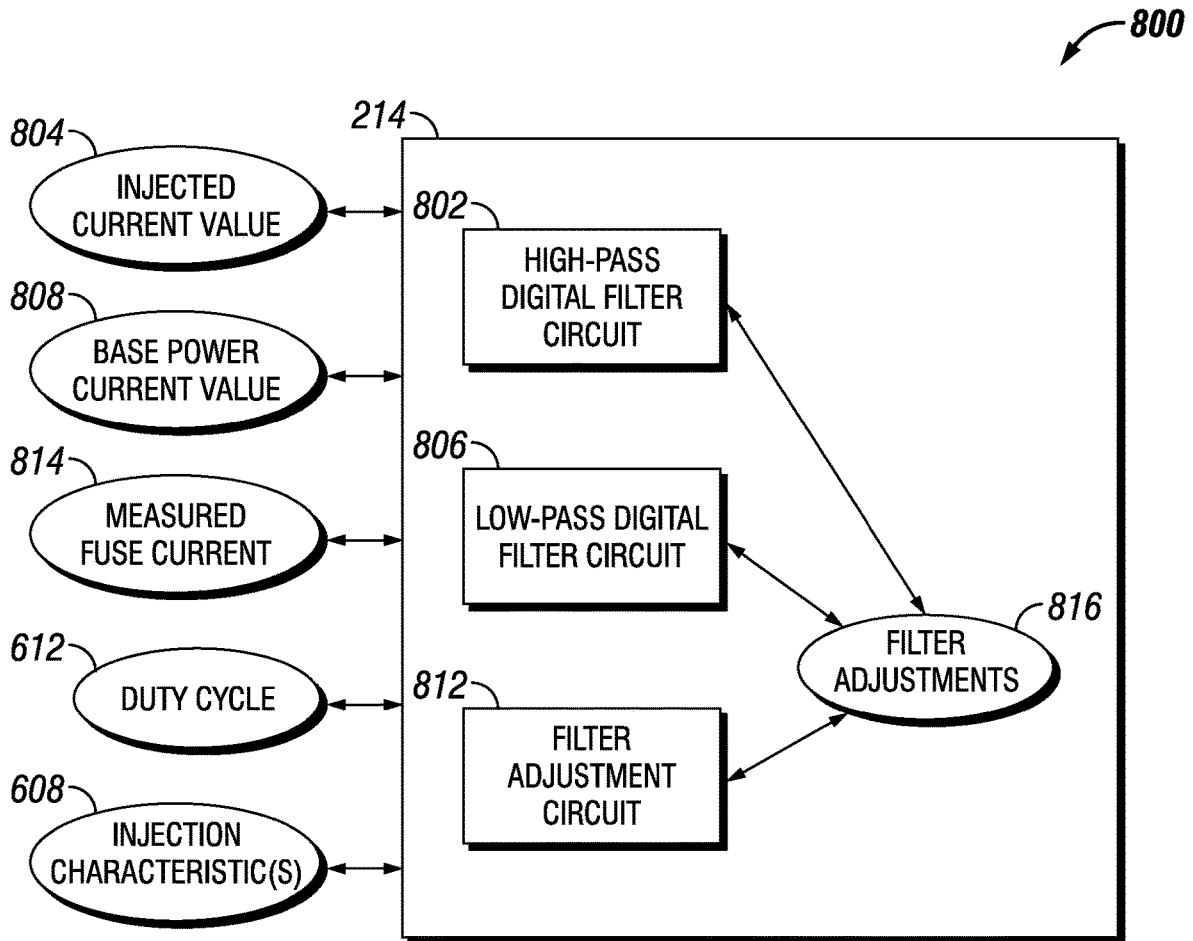 800
214
804
INJECTED
CURRENT VALUE
802
HIGH-PASS
DIGITAL FILTER
CIRCUIT
808
BASE POWER
CURRENT VALUE
814
MEASURED
FUSE CURRENT
806
LOW-PASS DIGITAL
FILTER CIRCUIT
816
FILTER
ADJUSTMENTS
612
DUTY CYCLE
812
FILTER
ADJUSTMENT
CIRCUIT
608
INJECTION
CHARACTERISTIC(S)